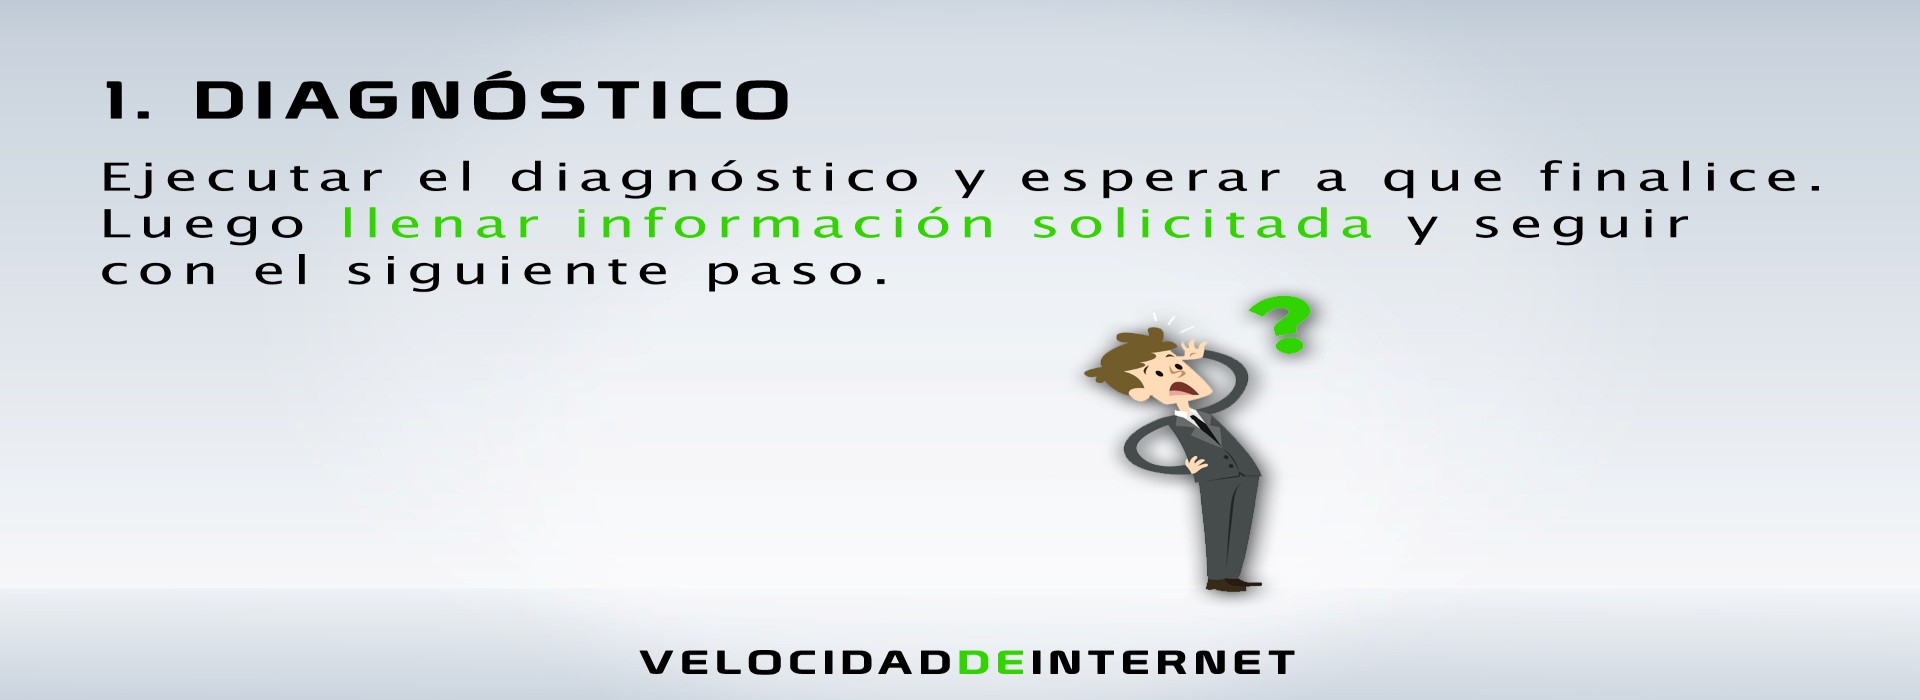 1. DIAGNÓSTICO
Ejecutar el diagnóstico y esperar a que finalice.
Luego llenar información solicitada y seguir
con el siguiente paso.
?
VELOCIDADDEINTERNET